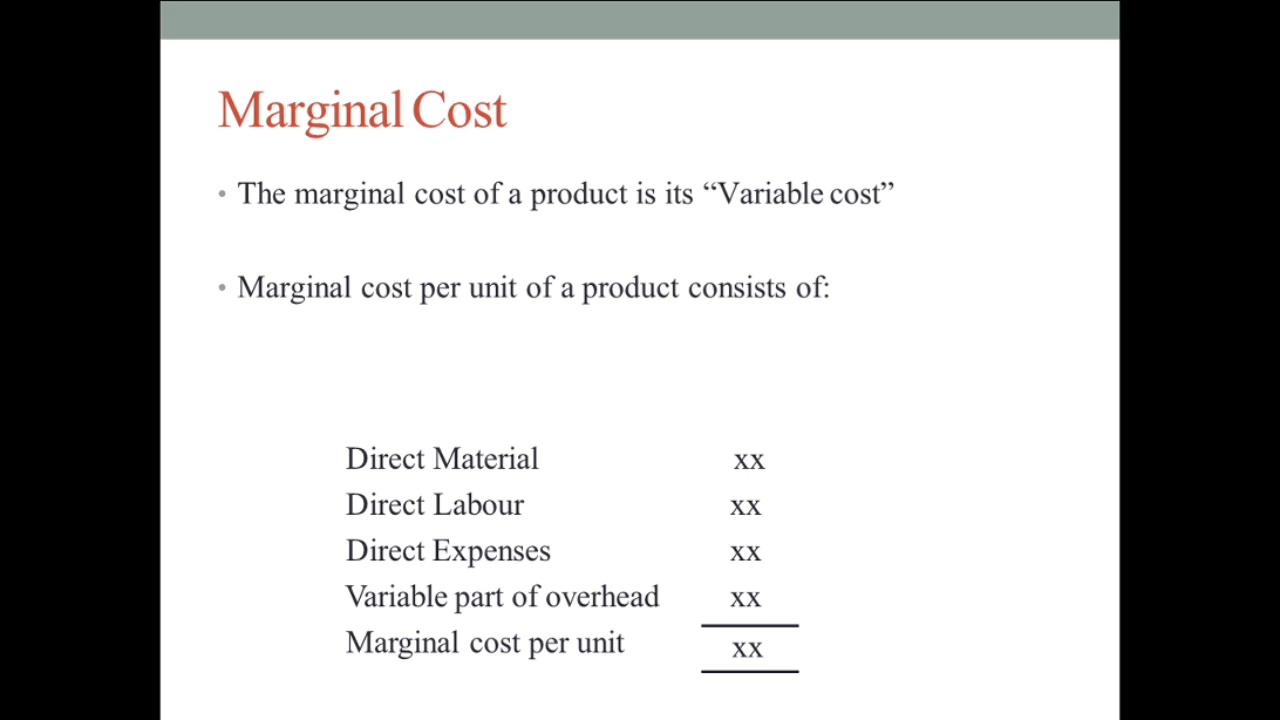 Marginal Cost
• The marginal cost of a product is its “Variable cost”
• Marginal cost per unit of a product consists of:
Direct Material xx
Direct Labour xx
Direct Expenses xx
Variable part of overhead xx
Marginal cost per unit xx